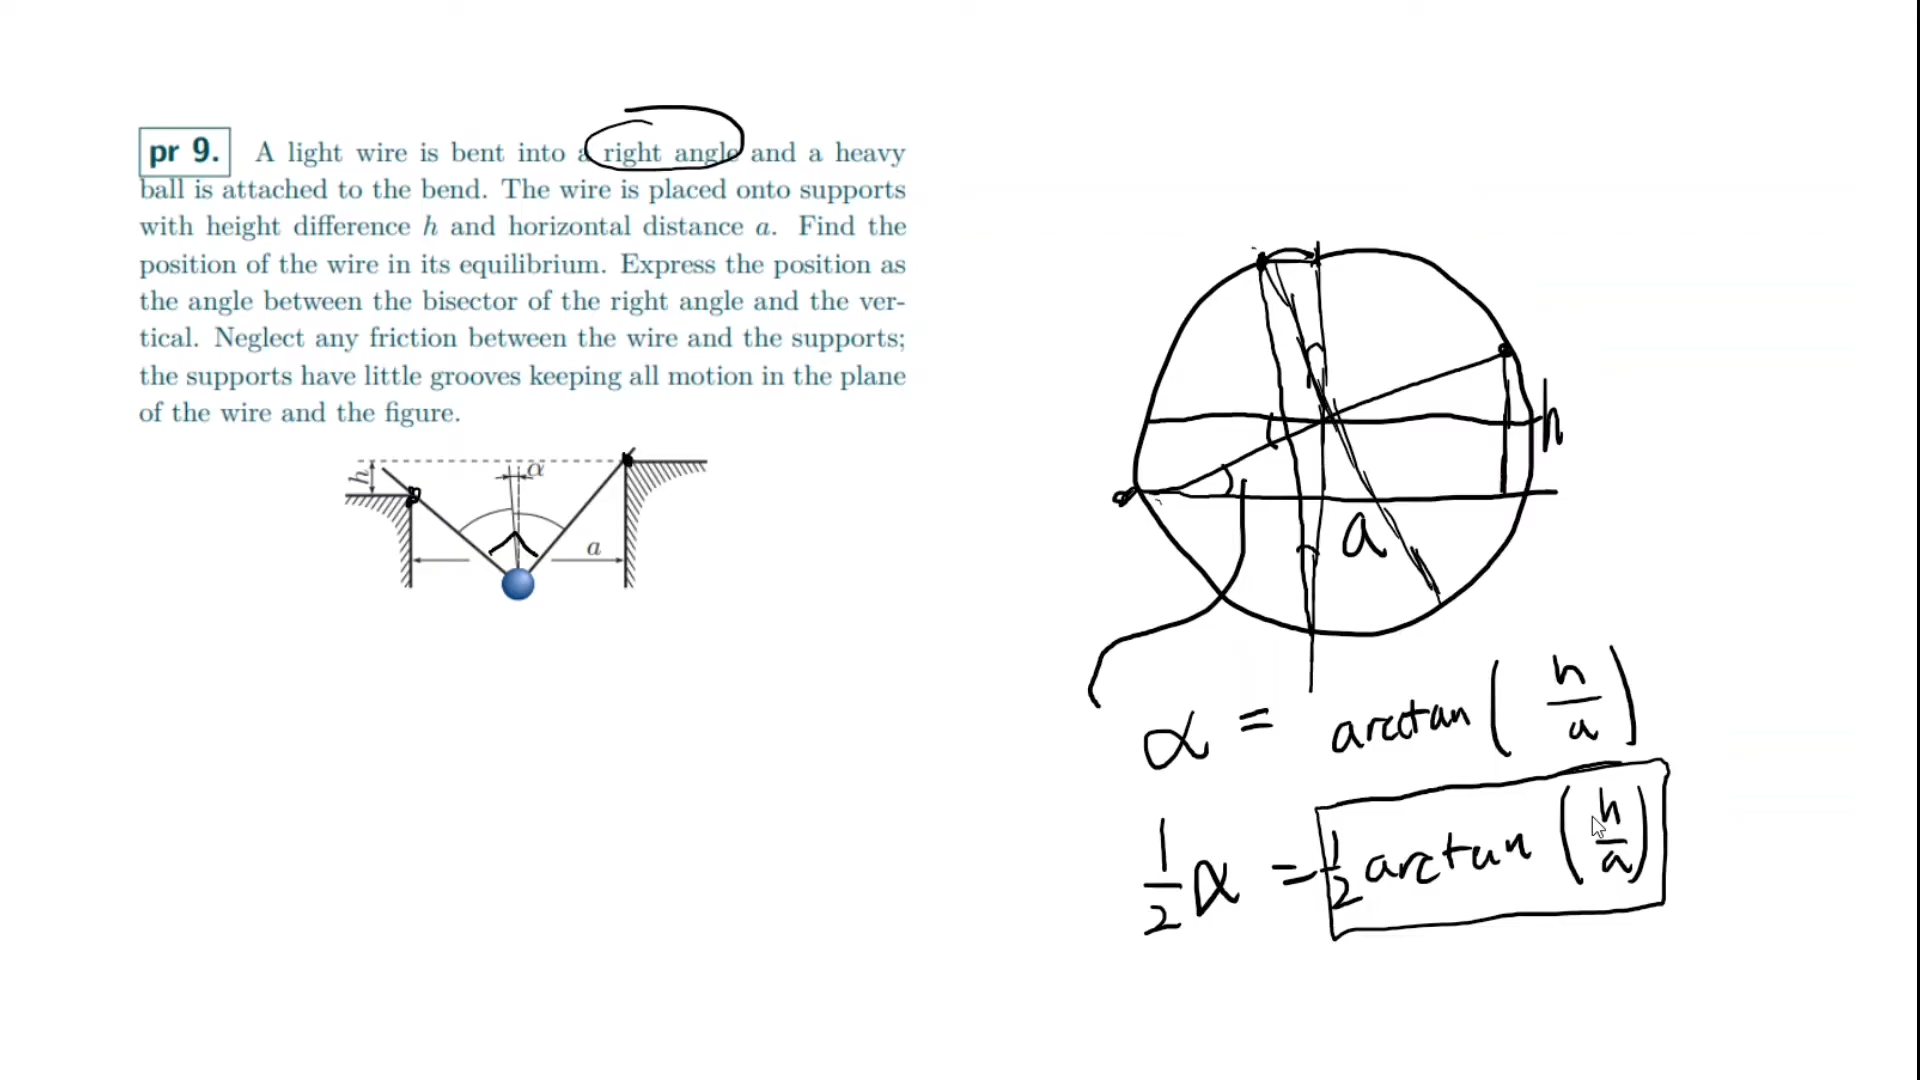 pr 9. A light wire is bent into a right angle and a heavy
ball is attached to the bend. The wire is placed onto supports
with height difference h and horizontal distance a. Find the
position of the wire in its equilibrium. Express the position as
the angle between the bisector of the right angle and the ver-
tical. Neglect any friction between the wire and the supports;
the supports have little grooves keeping all motion in the plane
of the wire and the figure.
h
α
a
h
a
α = arctan ( h/a )
1/2 α = 1/2 arctan ( h/a )